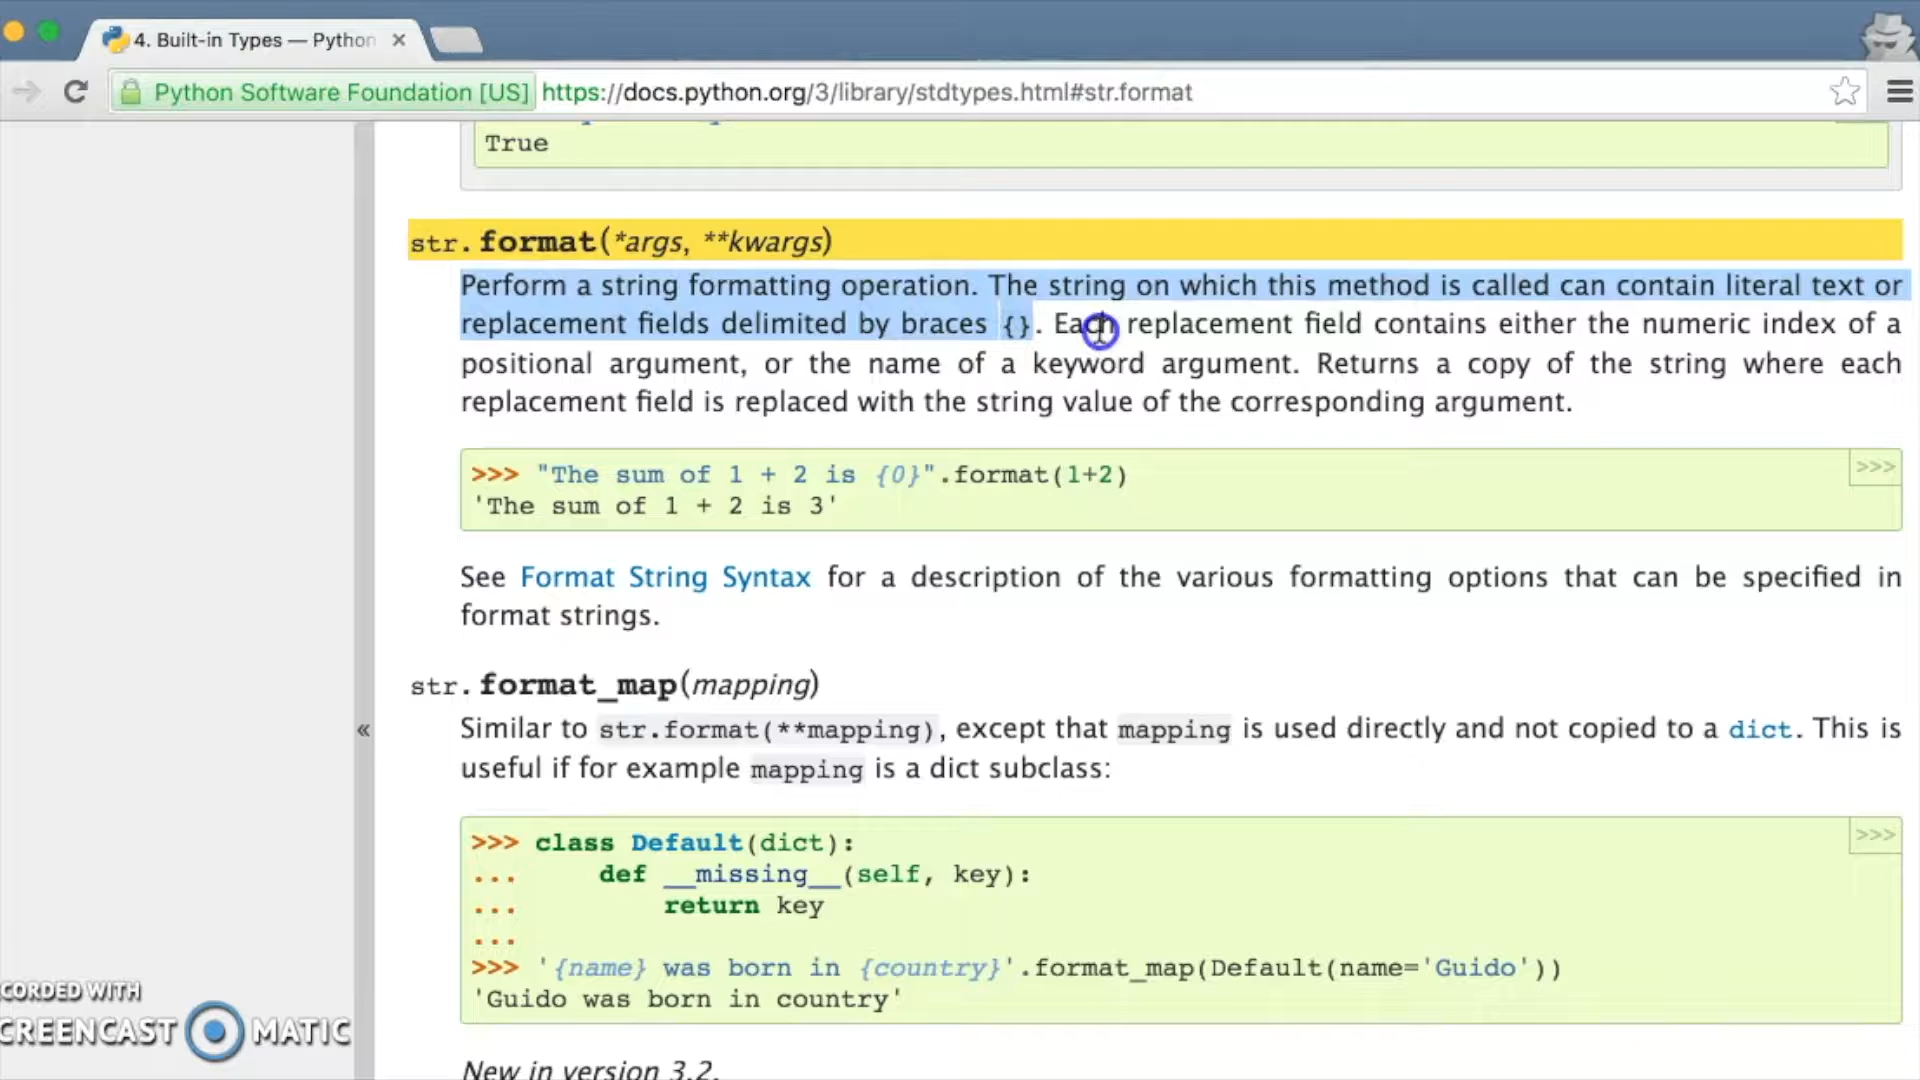 4. Built-in Types — Python
Python Software Foundation [US] https://docs.python.org/3/library/stdtypes.html#str.format
True
str.format(*args, **kwargs)
Perform a string formatting operation. The string on which this method is called can contain literal text or
replacement fields delimited by braces {}. Each replacement field contains either the numeric index of a
positional argument, or the name of a keyword argument. Returns a copy of the string where each
replacement field is replaced with the string value of the corresponding argument.
>>> "The sum of 1 + 2 is {0}".format(1+2)
>>>
'The sum of 1 + 2 is 3'
See Format String Syntax for a description of the various formatting options that can be specified in
format strings.
str.format_map(mapping)
Similar to str.format(**mapping), except that mapping is used directly and not copied to a dict. This is
useful if for example mapping is a dict subclass:
«
>>> class Default(dict):
>>>
... def __missing__(self, key):
... return key
...
>>> '{name} was born in {country}'.format_map(Default(name='Guido'))
'Guido was born in country'
New in version 3.2.
CORDED WITH
CREENCAST MATIC